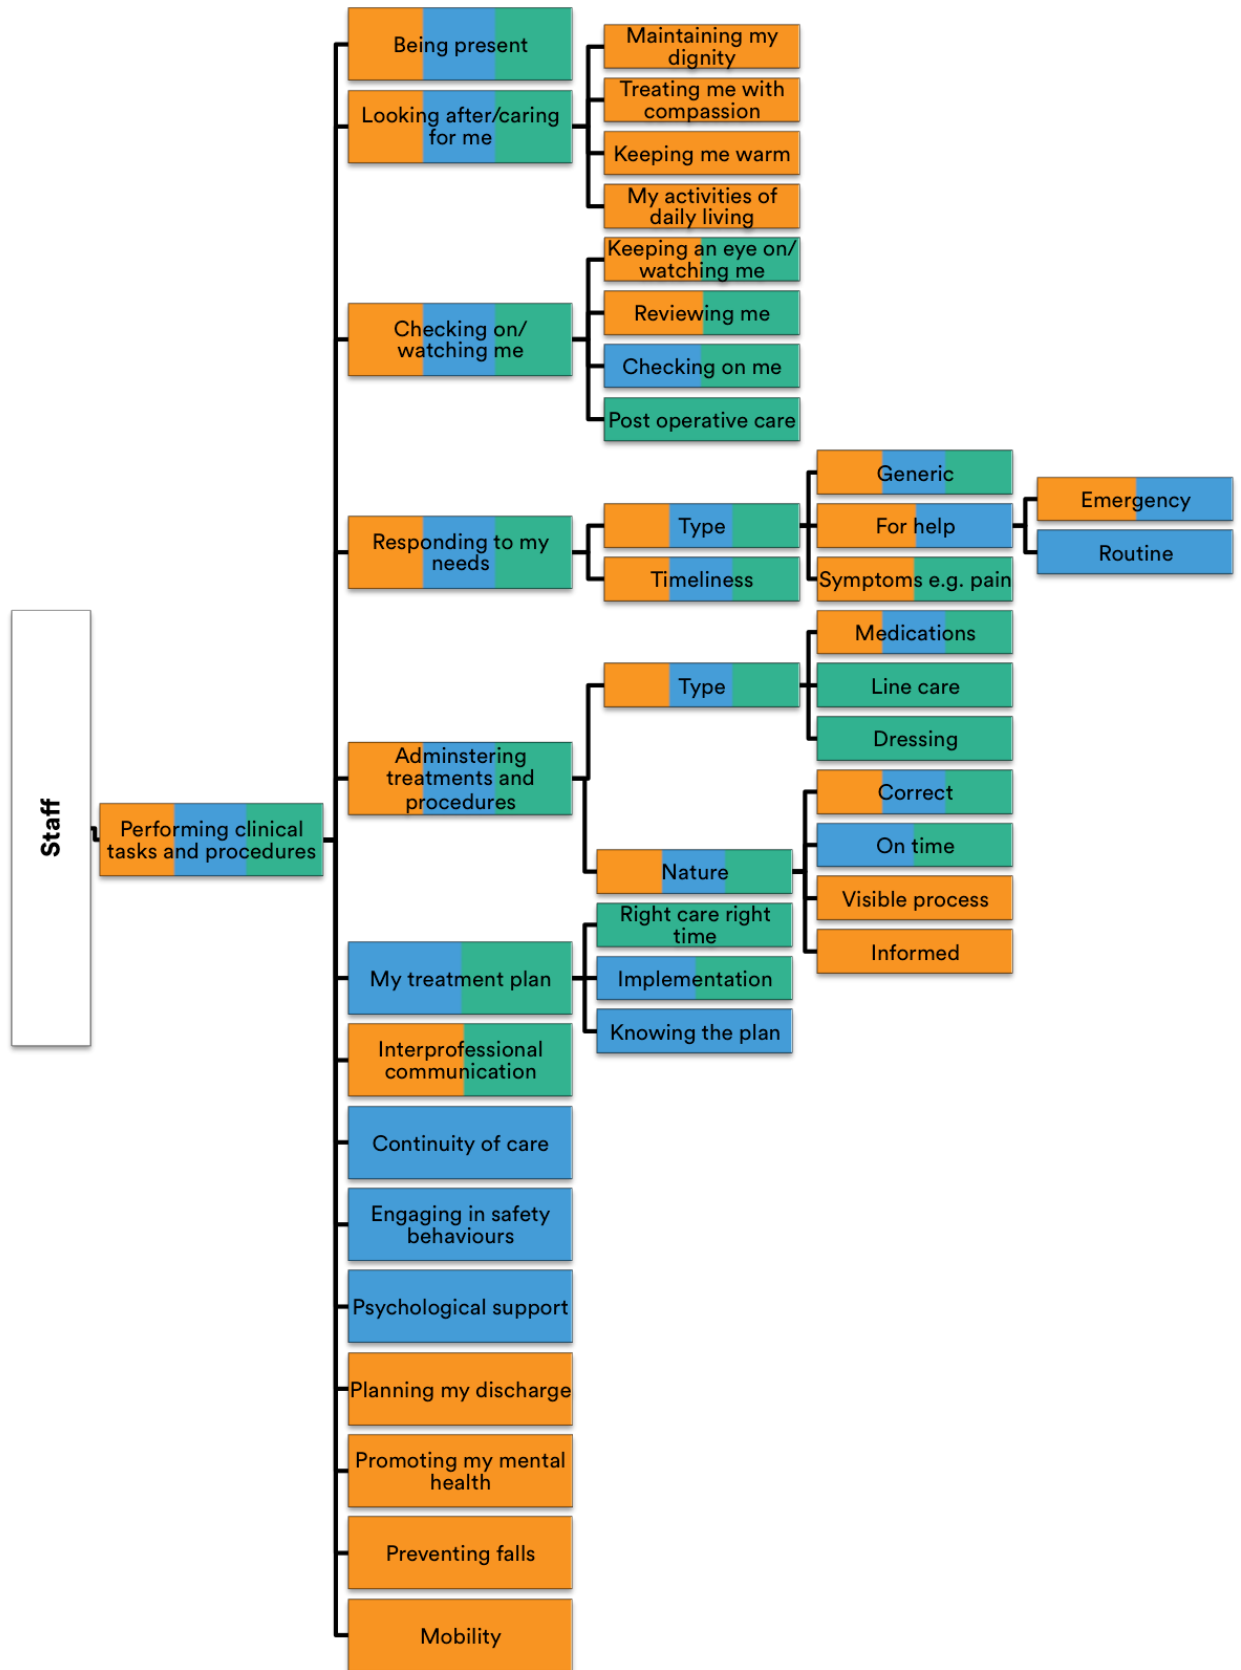 Staff
Performing clinical
tasks and procedures
Being present
Looking after/caring
for me
Maintaining my
dignity
Treating me with
compassion
Keeping me warm
My activities of
daily living
Checking on/
watching me
Keeping an eye on/
watching me
Reviewing me
Checking on me
Post operative care
Responding to my
needs
Type
Generic
For help
Emergency
Routine
Symptoms e.g. pain
Timeliness
Adminstering
treatments and
procedures
Type
Medications
Line care
Dressing
Nature
Correct
On time
Visible process
Informed
My treatment plan
Right care right
time
Implementation
Knowing the plan
Interprofessional
communication
Continuity of care
Engaging in safety
behaviours
Psychological support
Planning my discharge
Promoting my mental
health
Preventing falls
Mobility